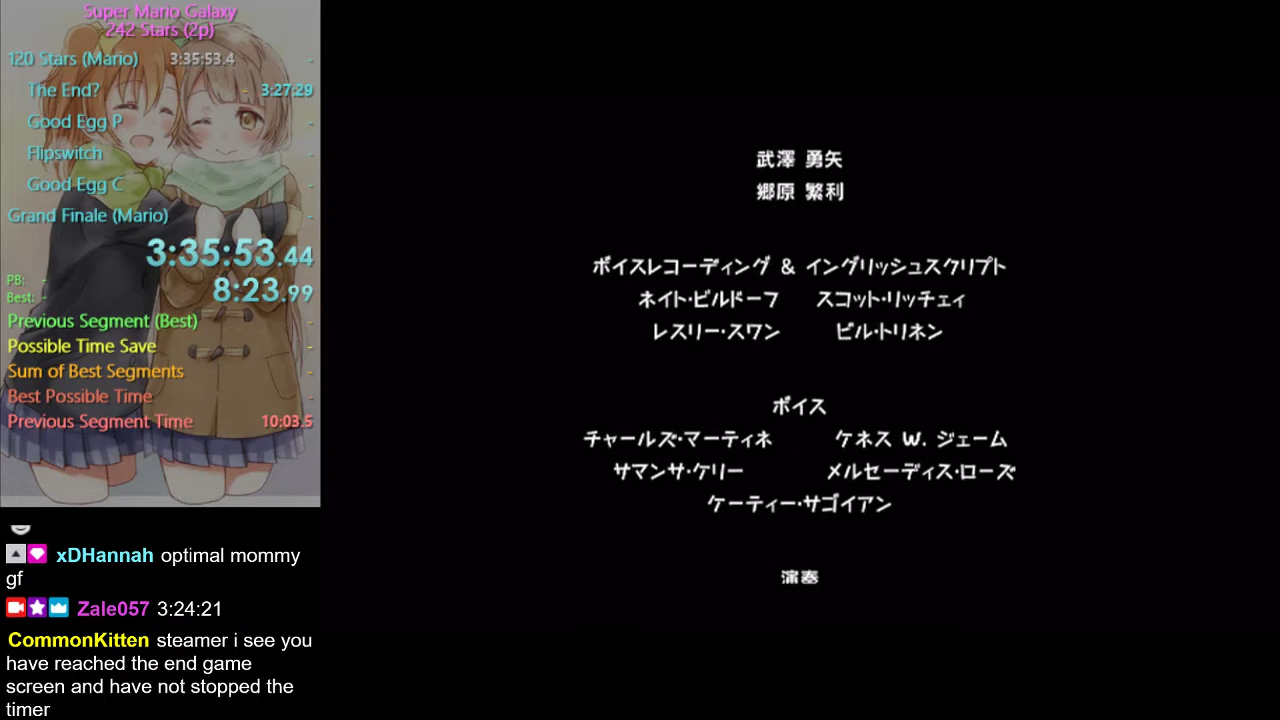 Super Mario Galaxy
242 Stars (2p)
120 Stars (Mario) 3:35:53.4 -
The End? - 3:27:29
Good Egg P -
Flipswitch -
Good Egg C -
Grand Finale (Mario) -
3:35:53.44
PB: -
8:23.99
Best: -
Previous Segment (Best) -
Possible Time Save -
Sum of Best Segments -
Best Possible Time -
Previous Segment Time 10:03.5
xDHannah optimal mommy
gf
Zale057 3:24:21
CommonKitten steamer i see you
have reached the end game
screen and have not stopped the
timer
武澤 勇矢
郷原 繁利
ボイスレコーディング & イングリッシュスクリプト
ネイト・ビルドーフ スコット・リッチェィ
レスリー・スワン ビル・トリネン
ボイス
チャールズ・マーティネ ケネス W. ジェーム
サマンサ・ケリー メルセーディス・ローズ
ケーティー・サゴイアン
演奏